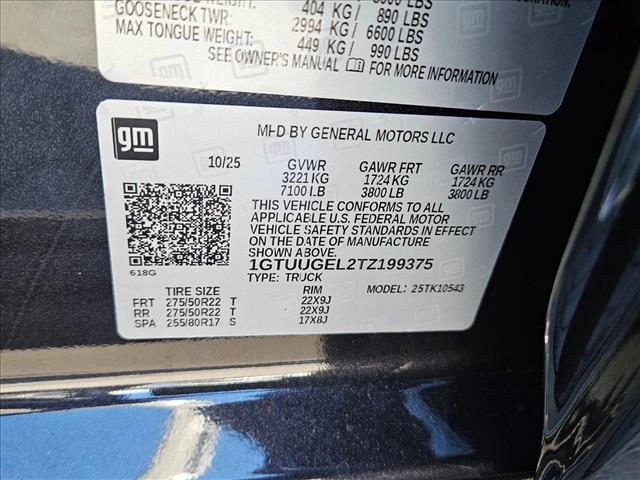 GOOSENECK TWR: 404 KG/ 890 LBS
MAX TONGUE WEIGHT: 2994 KG/ 6600 LBS
449 KG/ 990 LBS
SEE OWNER'S MANUAL FOR MORE INFORMATION
gm
MFD BY GENERAL MOTORS LLC
10/25 GVWR GAWR FRT GAWR RR
3221 KG 1724 KG 1724 KG
7100 LB 3800 LB 3800 LB
THIS VEHICLE CONFORMS TO ALL
APPLICABLE U.S. FEDERAL MOTOR
VEHICLE SAFETY STANDARDS IN
EFFECT ON THE DATE OF MANUFACTURE
SHOWN ABOVE.
618G
1GTUUGEL2TZ199375
TYPE: TRUCK MODEL: 25TK10543
TIRE SIZE RIM
FRT 275/50R22 T 22X9J
RR 275/50R22 T 22X9J
SPA 255/80R17 S 17X8J